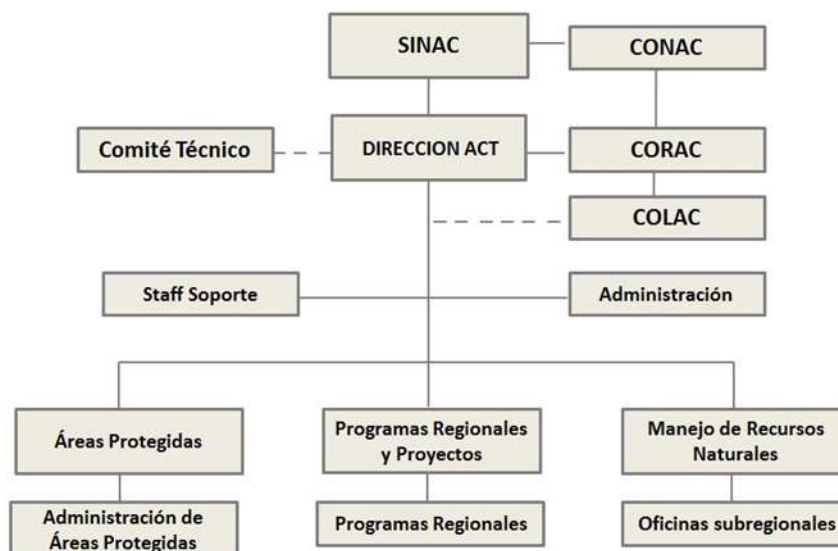 SINAC
CONAC
Comité Técnico
DIRECCION ACT
CORAC
COLAC
Staff Soporte
Administración
Áreas Protegidas
Programas Regionales
y Proyectos
Manejo de Recursos
Naturales
Administración de
Áreas Protegidas
Programas Regionales
Oficinas subregionales